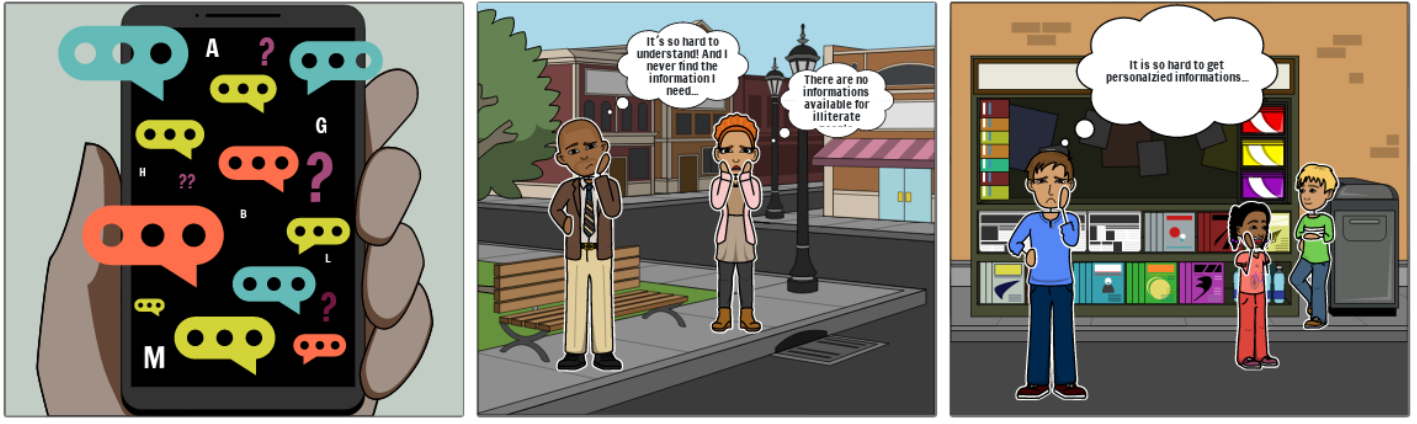 A
?
G
H
??
?
B
L
?
M
It´s so hard to
understand! And I
never find the
information I
need...
There are no
informations
available for
illiterate
It is so hard to get
personalzied informations...